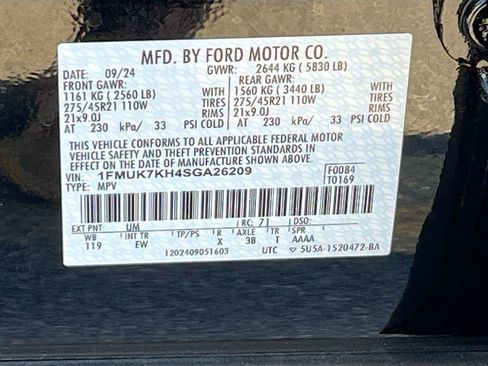 MFD. BY FORD MOTOR CO.
DATE: 09/24 GVWR: 2644 KG ( 5830 LB)
FRONT GAWR: REAR GAWR:
1161 KG ( 2560 LB) 1560 KG ( 3440 LB)
275/45R21 110W TIRES 275/45R21 110W
21x9.0J RIMS 21x9.0J
AT 230 kPa/ 33 PSI COLD AT 230 kPa/ 33 PSI COLD
THIS VEHICLE CONFORMS TO ALL APPLICABLE FEDERAL MOTOR
VEHICLE SAFETY AND THEFT PREVENTION STANDARDS IN
EFFECT ON THE DATE OF MANUFACTURE SHOWN ABOVE.
VIN: 1FMUK7KH4SGA26209 F0084
TYPE: MPV T0169
EXT PNT: UM RC: 71 DSO:
WB INT TR TP/PS R AXLE TR SPR
119 EW X 3B T AAAA
1202409051603 UTC 5U5A-1520472-BA